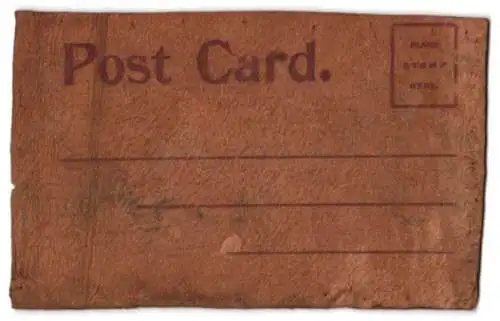 Post Card.
PLACE
STAMP
HERE.